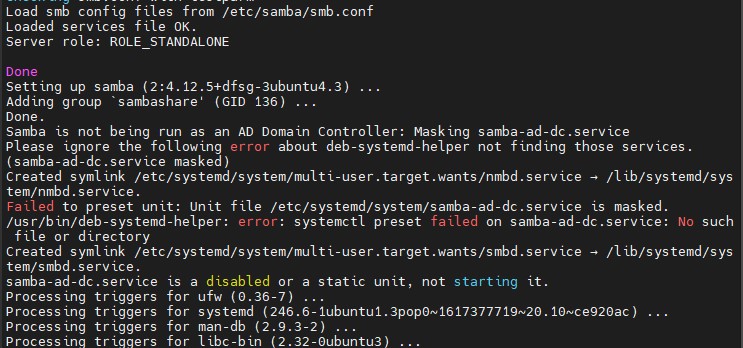 Load smb config files from /etc/samba/smb.conf
Loaded services file OK.
Server role: ROLE_STANDALONE
Done
Setting up samba (2:4.12.5+dfsg-3ubuntu4.3) ...
Adding group `sambashare' (GID 136) ...
Done.
Samba is not being run as an AD Domain Controller: Masking samba-ad-dc.service
Please ignore the following error about deb-systemd-helper not finding those services.
(samba-ad-dc.service masked)
Created symlink /etc/systemd/system/multi-user.target.wants/nmbd.service → /lib/systemd/sys
tem/nmbd.service.
Failed to preset unit: Unit file /etc/systemd/system/samba-ad-dc.service is masked.
/usr/bin/deb-systemd-helper: error: systemctl preset failed on samba-ad-dc.service: No such
file or directory
Created symlink /etc/systemd/system/multi-user.target.wants/smbd.service → /lib/systemd/sys
tem/smbd.service.
samba-ad-dc.service is a disabled or a static unit, not starting it.
Processing triggers for ufw (0.36-7) ...
Processing triggers for systemd (246.6-1ubuntu1.3pop0~1617377719~20.10~ce920ac) ...
Processing triggers for man-db (2.9.3-2) ...
Processing triggers for libc-bin (2.32-0ubuntu3) ...